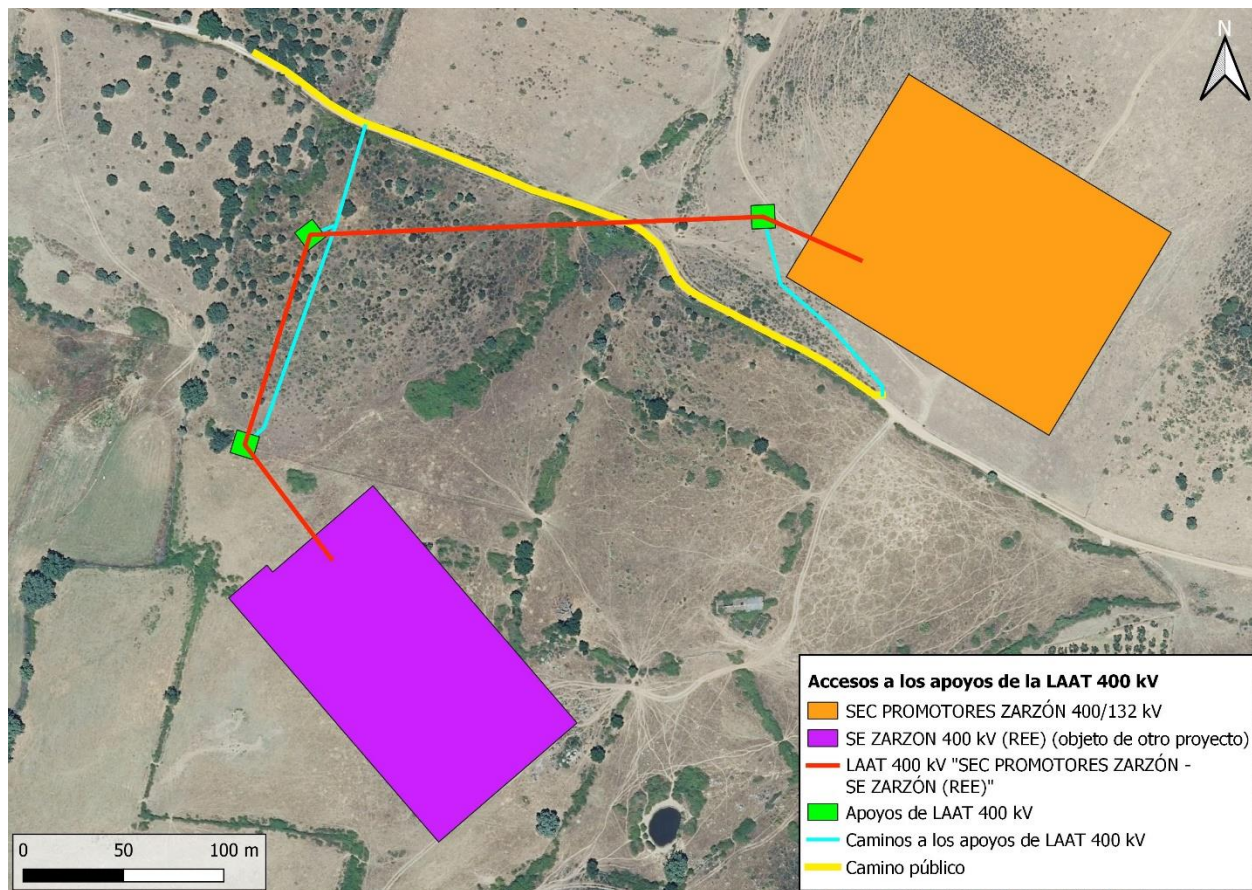 N
Accesos a los apoyos de la LAAT 400 kV
SEC PROMOTORES ZARZÓN 400/132 kV
SE ZARZON 400 kV (REE) (objeto de otro proyecto)
LAAT 400 kV "SEC PROMOTORES ZARZÓN -
SE ZARZÓN (REE)"
Apoyos de LAAT 400 kV
Caminos a los apoyos de LAAT 400 kV
Camino público
0 50 100 m